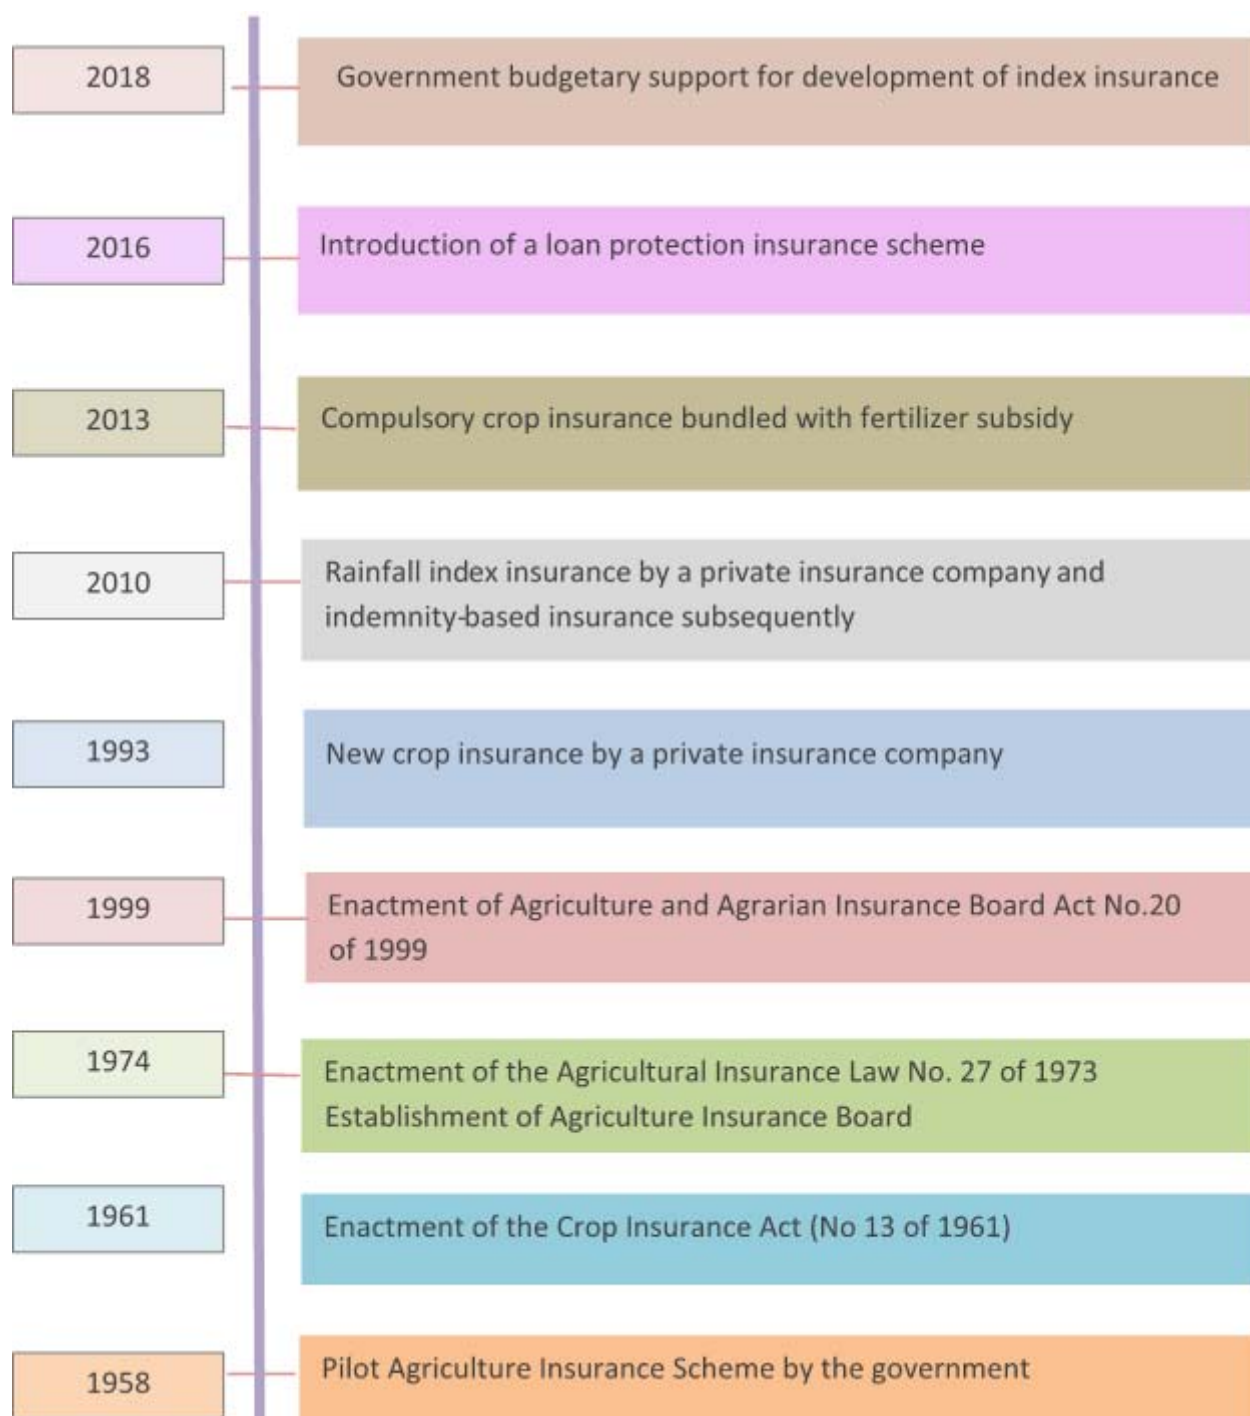 2018
Government budgetary support for development of index insurance
2016
Introduction of a loan protection insurance scheme
2013
Compulsory crop insurance bundled with fertilizer subsidy
2010
Rainfall index insurance by a private insurance company and
indemnity-based insurance subsequently
1993
New crop insurance by a private insurance company
1999
Enactment of Agriculture and Agrarian Insurance Board Act No.20
of 1999
1974
Enactment of the Agricultural Insurance Law No. 27 of 1973
Establishment of Agriculture Insurance Board
1961
Enactment of the Crop Insurance Act (No 13 of 1961)
1958
Pilot Agriculture Insurance Scheme by the government